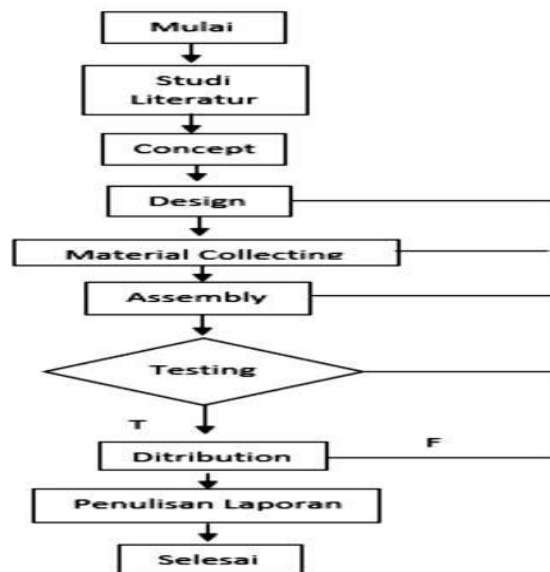 Mulai
Studi
Literatur
Concept
Design
Material Collecting
Assembly
Testing
T
F
Ditribution
Penulisan Laporan
Selesai